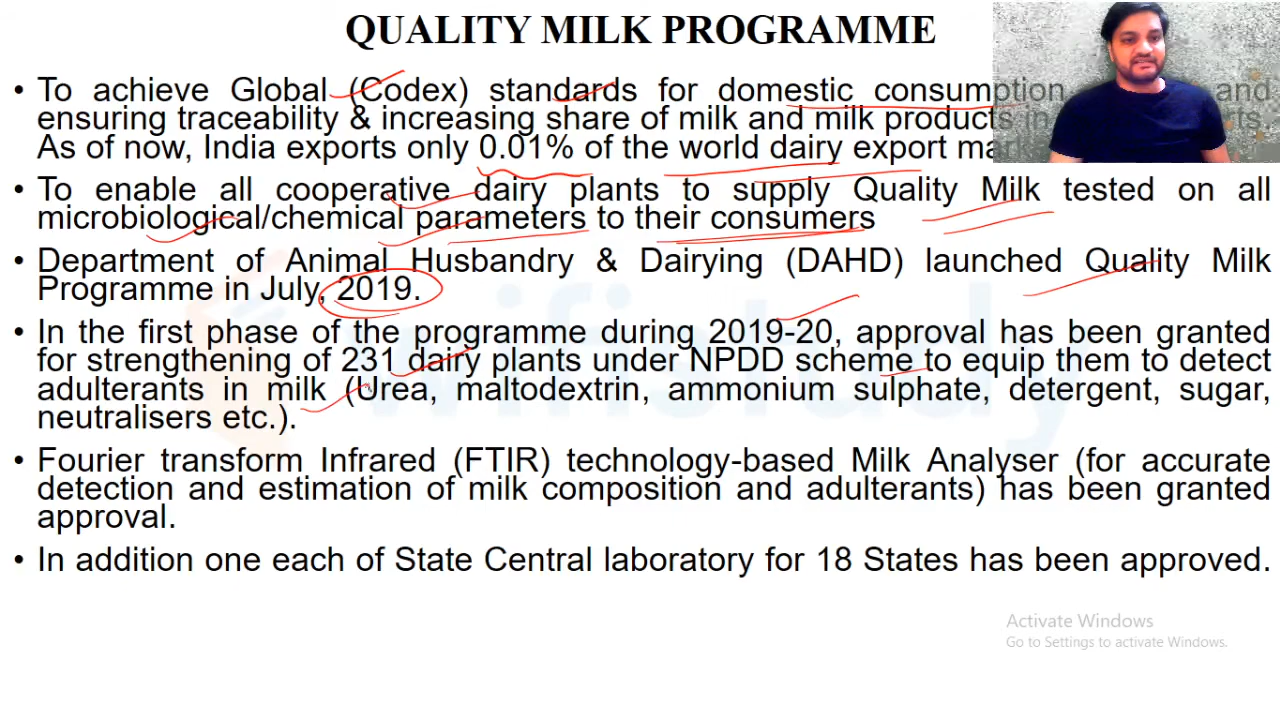 QUALITY MILK PROGRAMME
• To achieve Global (Codex) standards for domestic consumption and
ensuring traceability & increasing share of milk and milk products in
As of now, India exports only 0.01% of the world dairy export
• To enable all cooperative dairy plants to supply Quality Milk tested on all
microbiological/chemical parameters to their consumers
• Department of Animal Husbandry & Dairying (DAHD) launched Quality Milk
Programme in July, 2019.
• In the first phase of the programme during 2019-20, approval has been granted
for strengthening of 231 dairy plants under NPDD scheme to equip them to detect
adulterants in milk (Urea, maltodextrin, ammonium sulphate, detergent, sugar,
neutralisers etc.).
• Fourier transform Infrared (FTIR) technology-based Milk Analyser (for accurate
detection and estimation of milk composition and adulterants) has been granted
approval.
• In addition one each of State Central laboratory for 18 States has been approved.
wifistudy
Activate Windows
Go to Settings to activate Windows.